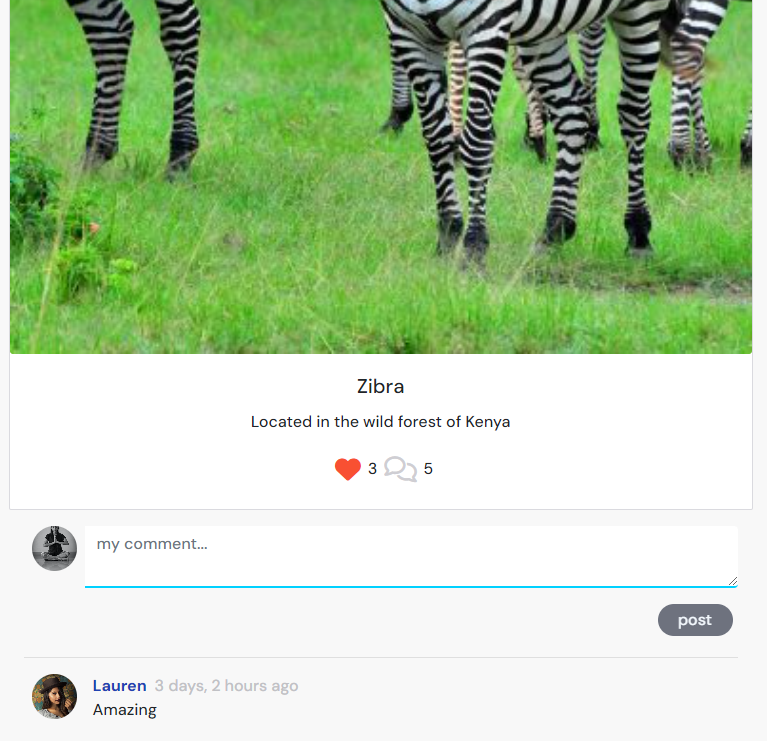 Zibra
Located in the wild forest of Kenya
3 5
my comment...
post
Lauren 3 days, 2 hours ago
Amazing